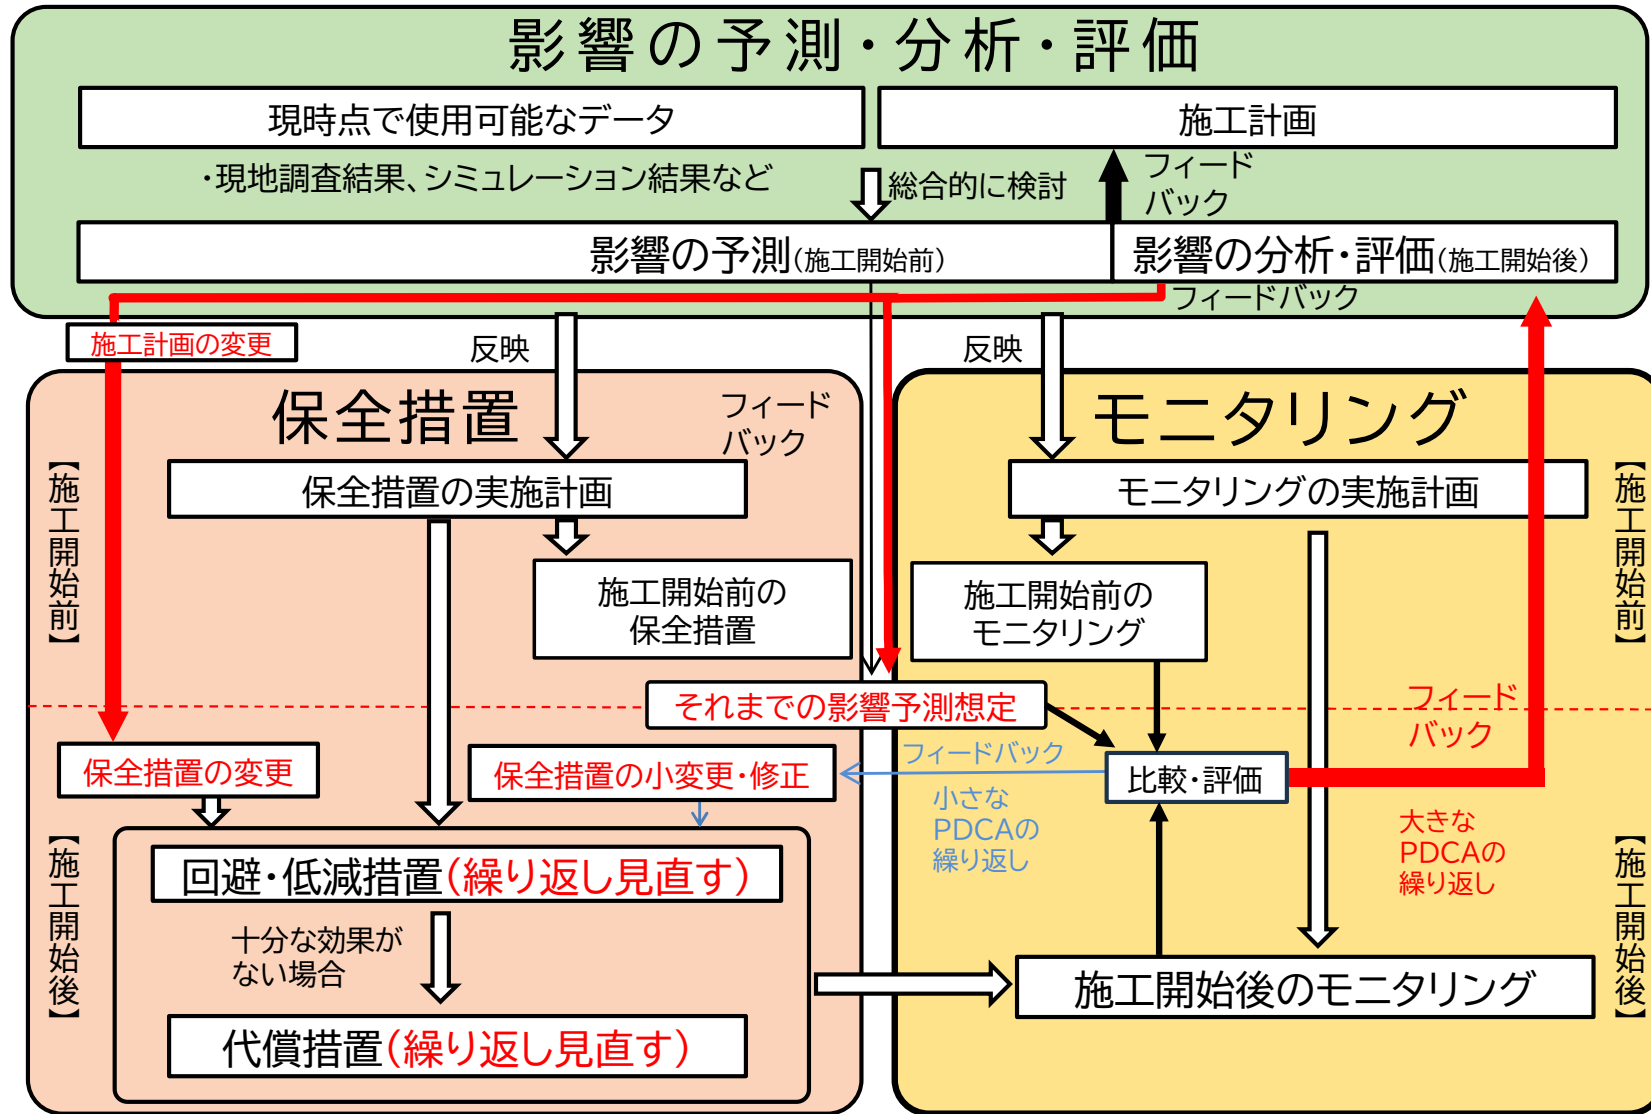 影響の予測・分析・評価
現時点で使用可能なデータ
施工計画
・現地調査結果、シミュレーション結果など
総合的に検討
フィード
バック
影響の予測(施工開始前)
影響の分析・評価(施工開始後)
フィードバック
施工計画の変更
反映
反映
保全措置
フィード
バック
モニタリング
【施工開始前】
保全措置の実施計画
モニタリングの実施計画
【施工開始前】
施工開始前の
保全措置
施工開始前の
モニタリング
それまでの影響予測想定
フィード
バック
保全措置の変更
保全措置の小変更・修正
フィードバック
比較・評価
小さな
PDCAの
繰り返し
大きな
PDCAの
繰り返し
【施工開始後】
回避・低減措置(繰り返し見直す)
【施工開始後】
十分な効果が
ない場合
施工開始後のモニタリング
代償措置(繰り返し見直す)